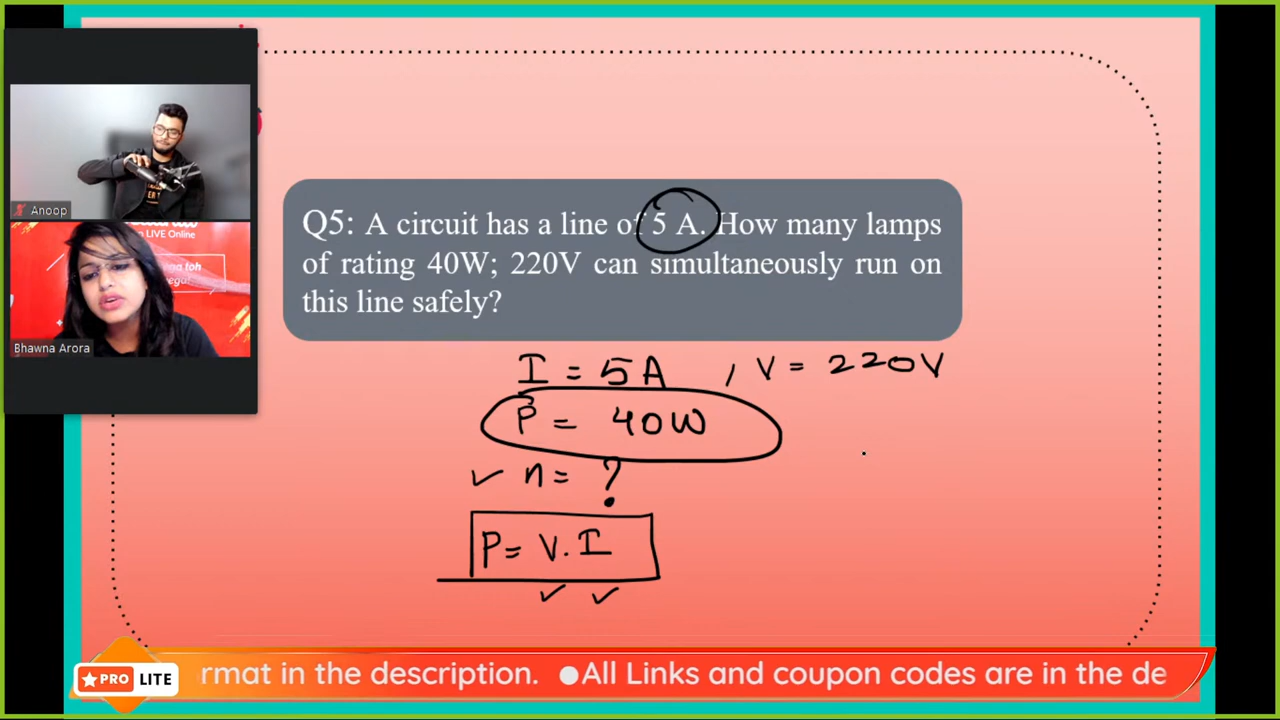 Anoop
n LIVE Online
Bhawna Arora
Q5: A circuit has a line of 5 A. How many lamps
of rating 40W; 220V can simultaneously run on
this line safely?
I = 5A , V = 220V
P = 40W
✓ n = ?
P = V.I
✓ ✓
PRO LITE
rmat in the description. ●All Links and coupon codes are in the de